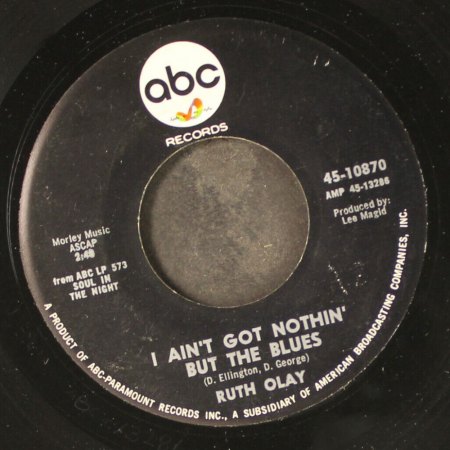 abc
RECORDS
45-10870
AMP 45-13286
Produced by:
Lee Magid
Morley Music
ASCAP
2:40
from ABC LP 573
SOUL IN
THE NIGHT
I AIN'T GOT NOTHIN'
BUT THE BLUES
(D. Ellington, D. George)
RUTH OLAY
A PRODUCT OF ABC-PARAMOUNT RECORDS INC., A SUBSIDIARY OF AMERICAN BROADCASTING COMPANIES, INC.